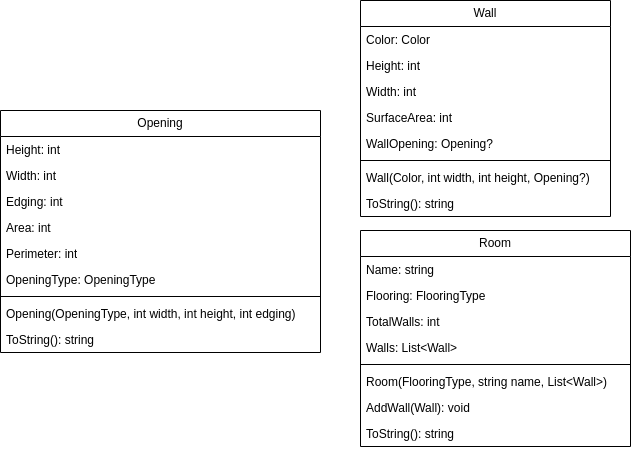 Opening
Height: int
Width: int
Edging: int
Area: int
Perimeter: int
OpeningType: OpeningType
Opening(OpeningType, int width, int height, int edging)
ToString(): string
Wall
Color: Color
Height: int
Width: int
SurfaceArea: int
WallOpening: Opening?
Wall(Color, int width, int height, Opening?)
ToString(): string
Room
Name: string
Flooring: FlooringType
TotalWalls: int
Walls: List<Wall>
Room(FlooringType, string name, List<Wall>)
AddWall(Wall): void
ToString(): string